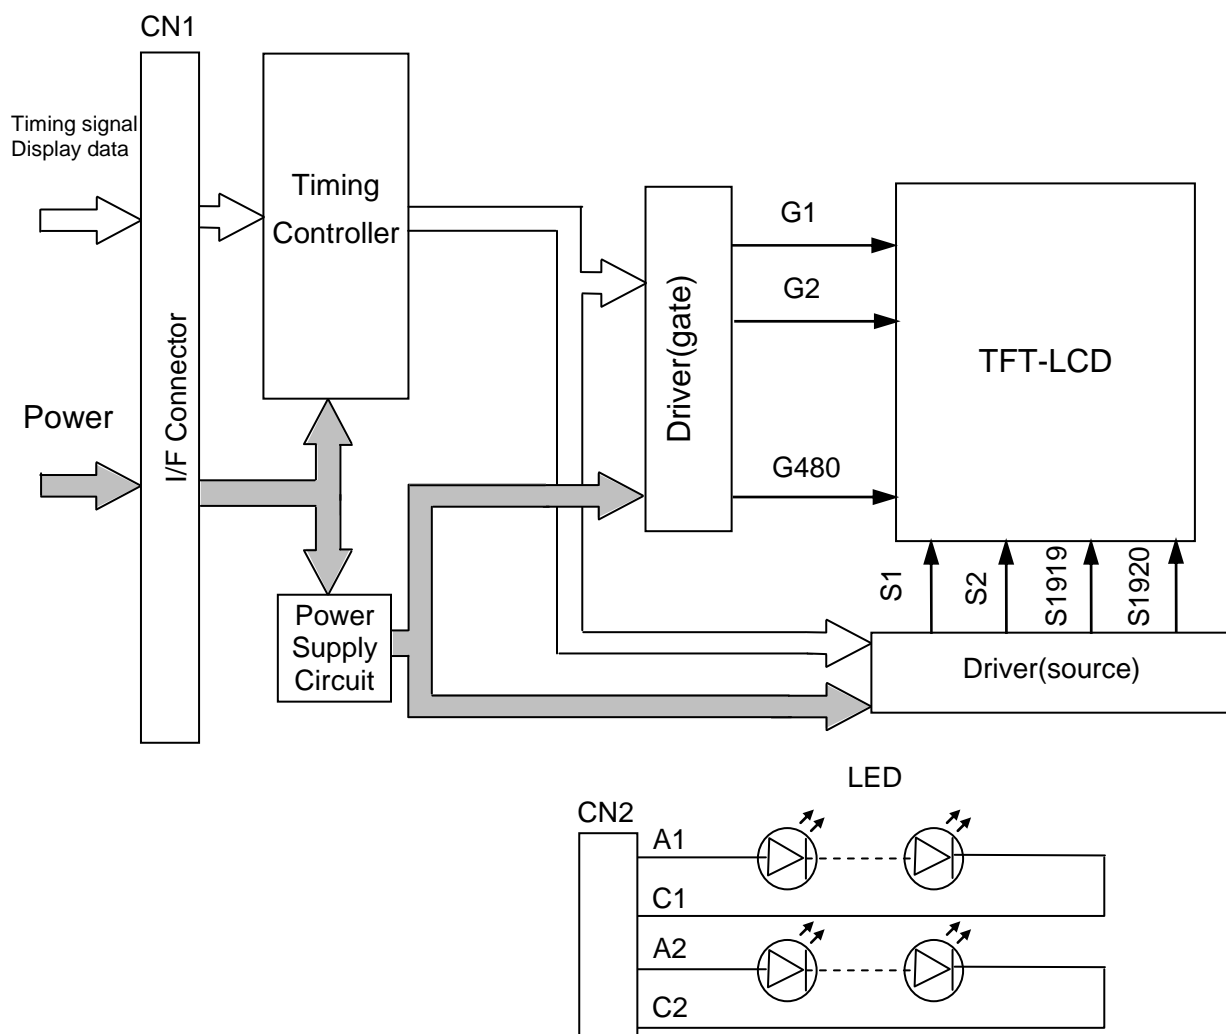 CN1
Timing signal
Display data
Power
I/F Connector
Timing
Controller
Power
Supply
Circuit
Driver(gate)
G1
G2
G480
TFT-LCD
S1
S2
S1919
S1920
Driver(source)
LED
CN2
A1
C1
A2
C2